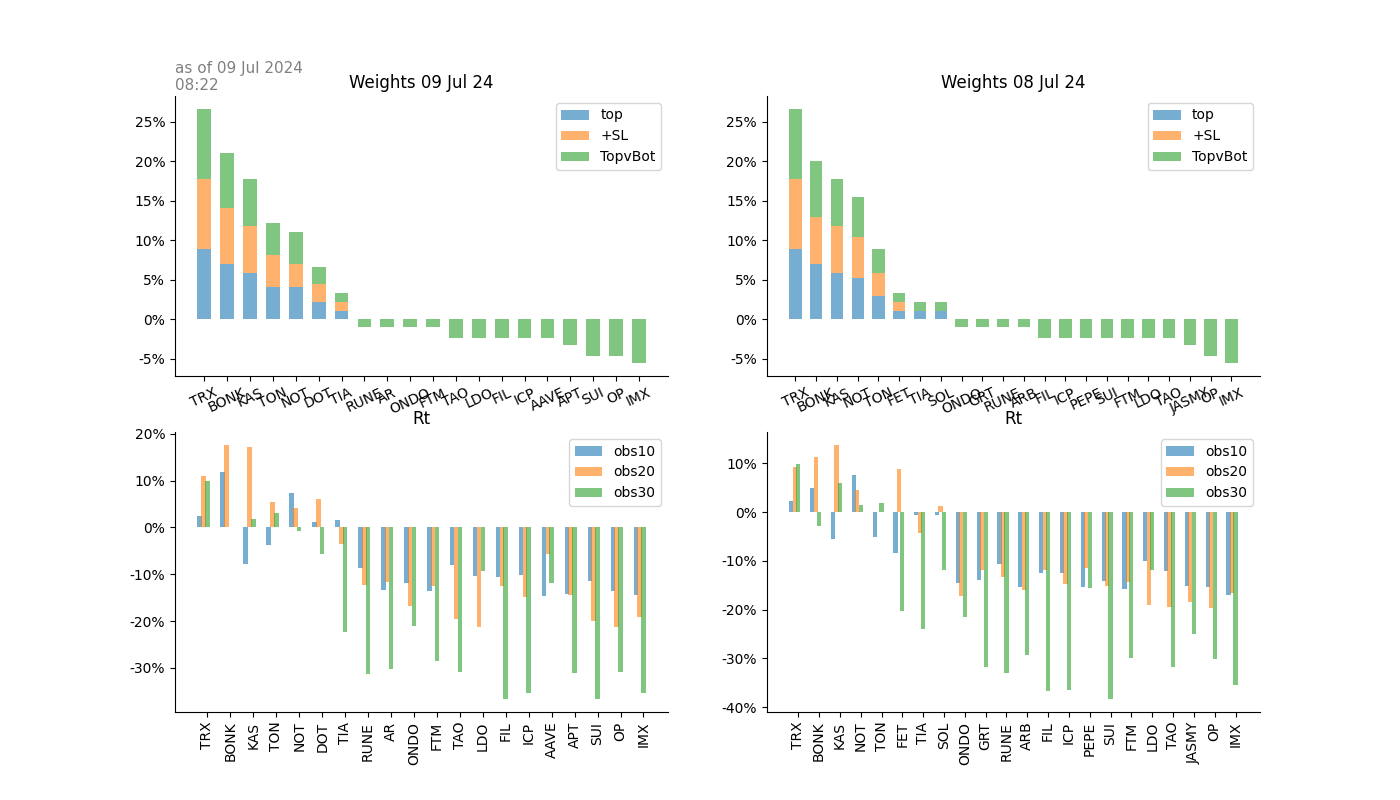 as of 09 Jul 2024
08:22
Weights 09 Jul 24
25%
20%
15%
10%
5%
0%
-5%
top
+SL
TopvBot
TRX BONK KAS TON NOT DOT TIA RUNE AR ONDO FTM TAO LDO FIL ICP AAVE APT SUI OP IMX
Weights 08 Jul 24
25%
20%
15%
10%
5%
0%
-5%
top
+SL
TopvBot
TRX BONK KAS NOT TON FET TIA SOL ONDO GRT RUNE ARB FIL ICP PEPE SUI FTM LDO TAO JASMY OP IMX
Rt
20%
10%
0%
-10%
-20%
-30%
obs10
obs20
obs30
TRX BONK KAS TON NOT DOT TIA RUNE AR ONDO FTM TAO LDO FIL ICP AAVE APT SUI OP IMX
Rt
10%
0%
-10%
-20%
-30%
-40%
obs10
obs20
obs30
TRX BONK KAS NOT TON FET TIA SOL ONDO GRT RUNE ARB FIL ICP PEPE SUI FTM LDO TAO JASMY OP IMX